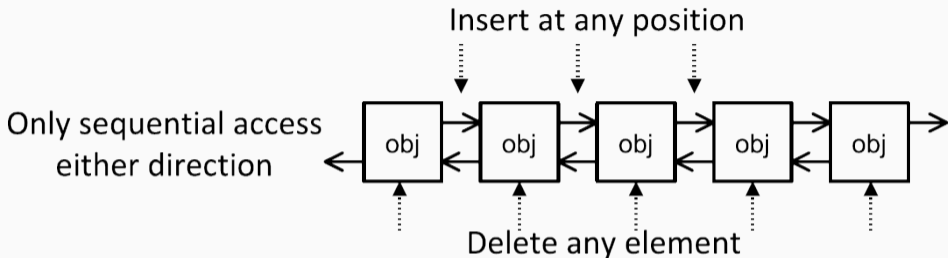 Insert at any position
Only sequential access
either direction
obj
obj
obj
obj
obj
Delete any element